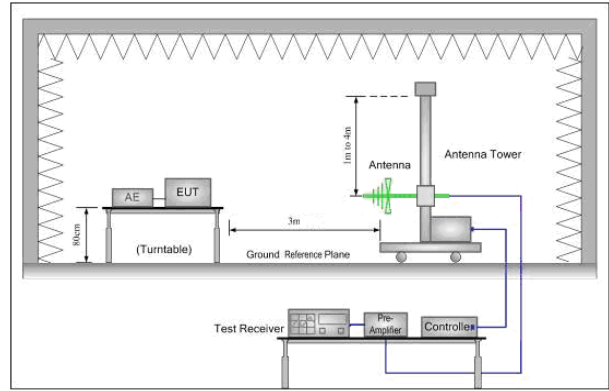 1m to 4m
Antenna
Antenna Tower
AE
EUT
80cm
(Turntable)
3m
Ground Reference Plane
Test Receiver
Pre-
Amplifier
Controller